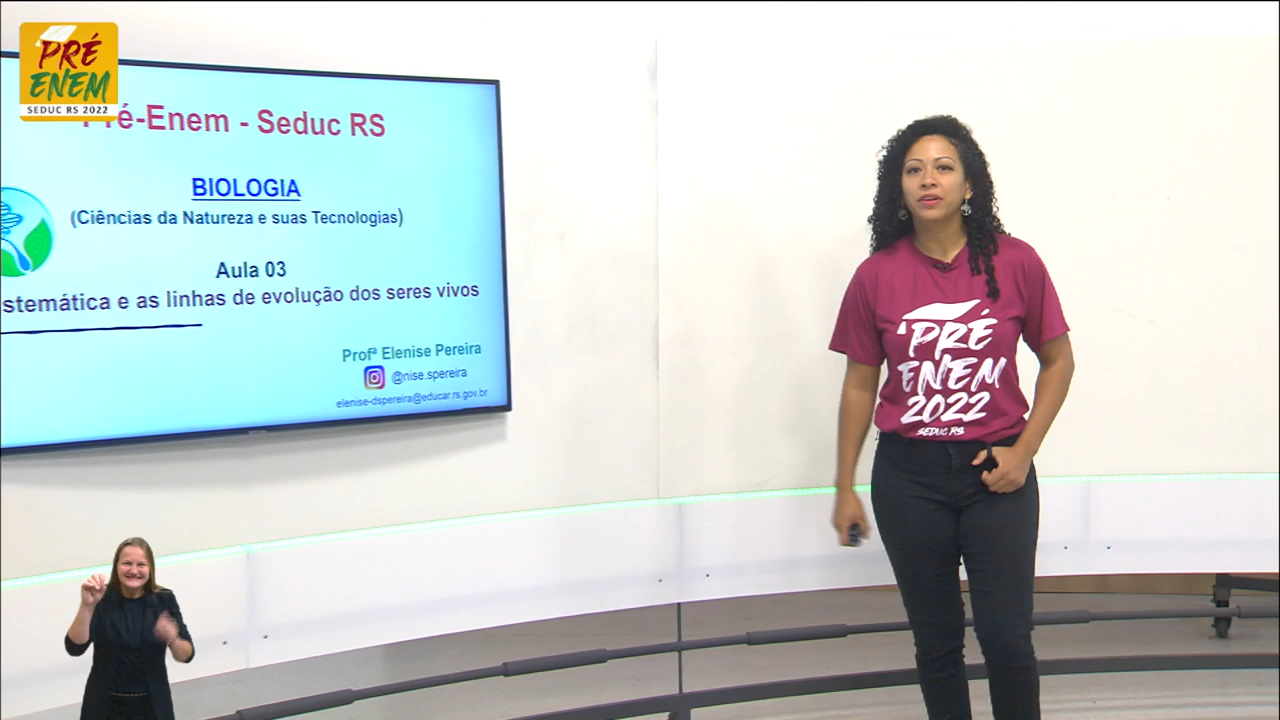 PRÉ
ENEM
SEDUC RS 2022
Pré-Enem - Seduc RS
BIOLOGIA
(Ciências da Natureza e suas Tecnologias)
Aula 03
stemática e as linhas de evolução dos seres vivos
Profª Elenise Pereira
@nise.spereira
elenise-dspereira@educar.rs.gov.br
PRÉ
ENEM
2022
SEDUC RS